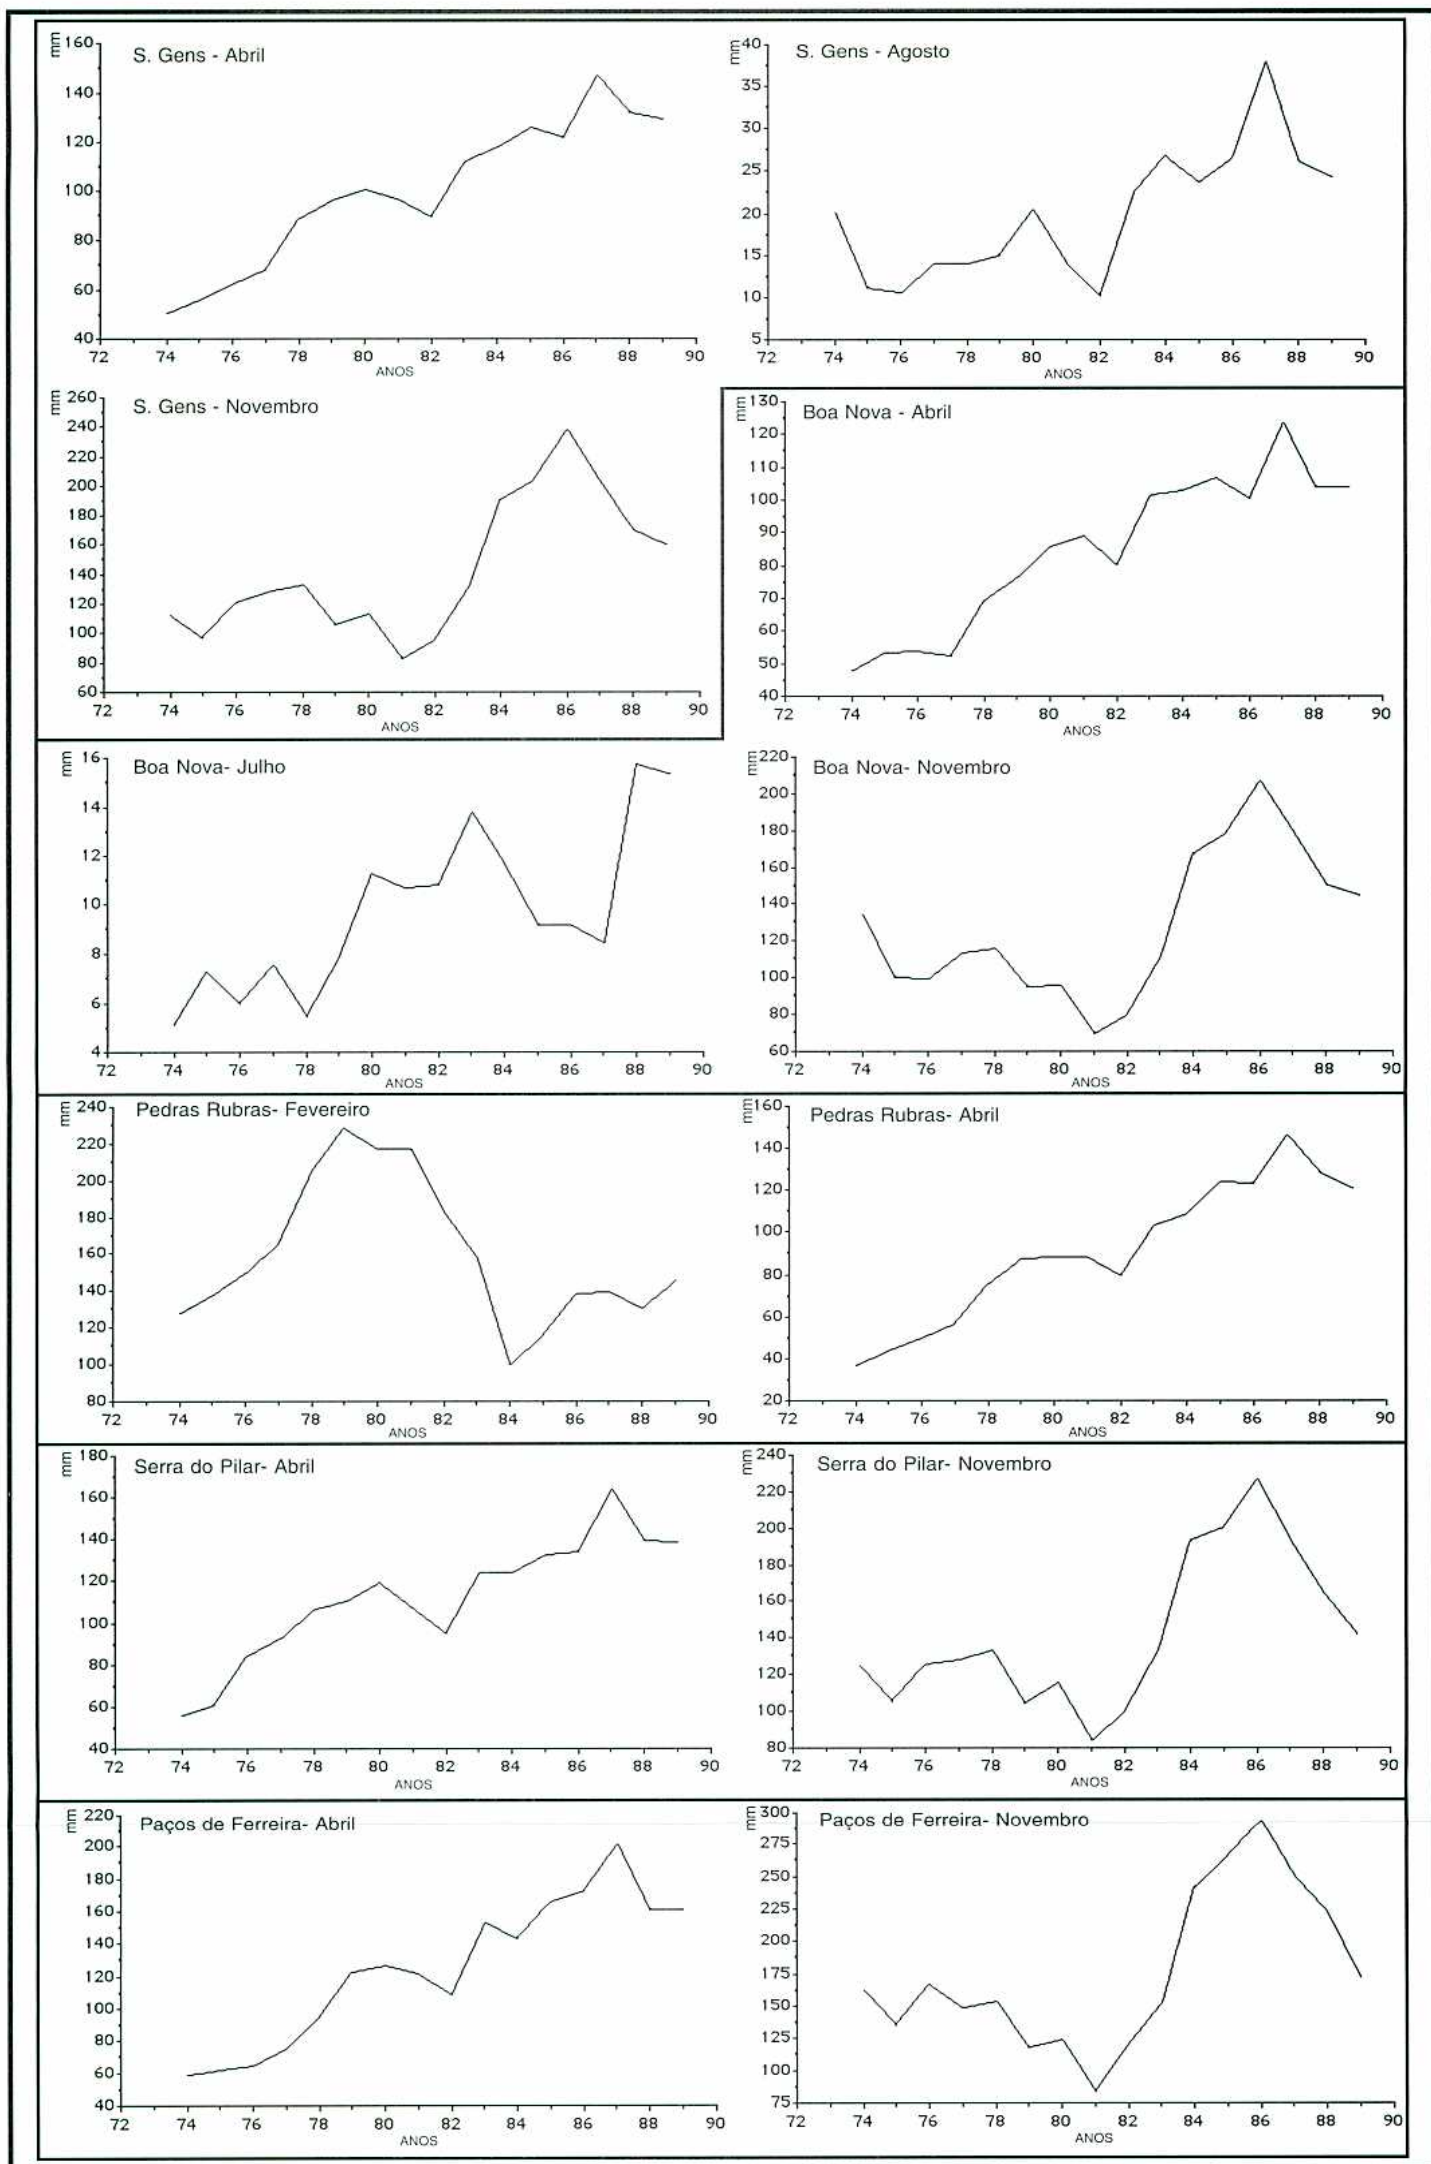 S. Gens - Abril
mm
160
140
120
100
80
60
40
72 74 76 78 80 82 84 86 88 90
ANOS
S. Gens - Agosto
mm
40
35
30
25
20
15
10
5
72 74 76 78 80 82 84 86 88 90
ANOS
S. Gens - Novembro
mm
260
240
220
200
180
160
140
120
100
80
60
72 74 76 78 80 82 84 86 88 90
ANOS
Boa Nova - Abril
mm
130
120
110
100
90
80
70
60
50
40
72 74 76 78 80 82 84 86 88 90
ANOS
Boa Nova- Julho
mm
16
14
12
10
8
6
4
72 74 76 78 80 82 84 86 88 90
ANOS
Boa Nova- Novembro
mm
220
200
180
160
140
120
100
80
60
72 74 76 78 80 82 84 86 88 90
ANOS
Pedras Rubras- Fevereiro
mm
240
220
200
180
160
140
120
100
80
72 74 76 78 80 82 84 86 88 90
ANOS
Pedras Rubras- Abril
mm
160
140
120
100
80
60
40
20
72 74 76 78 80 82 84 86 88 90
ANOS
Serra do Pilar- Abril
mm
180
160
140
120
100
80
60
40
72 74 76 78 80 82 84 86 88 90
ANOS
Serra do Pilar- Novembro
mm
240
220
200
180
160
140
120
100
80
72 74 76 78 80 82 84 86 88 90
ANOS
Paços de Ferreira- Abril
mm
220
200
180
160
140
120
100
80
60
40
72 74 76 78 80 82 84 86 88 90
ANOS
Paços de Ferreira- Novembro
mm
300
275
250
225
200
175
150
125
100
75
72 74 76 78 80 82 84 86 88 90
ANOS